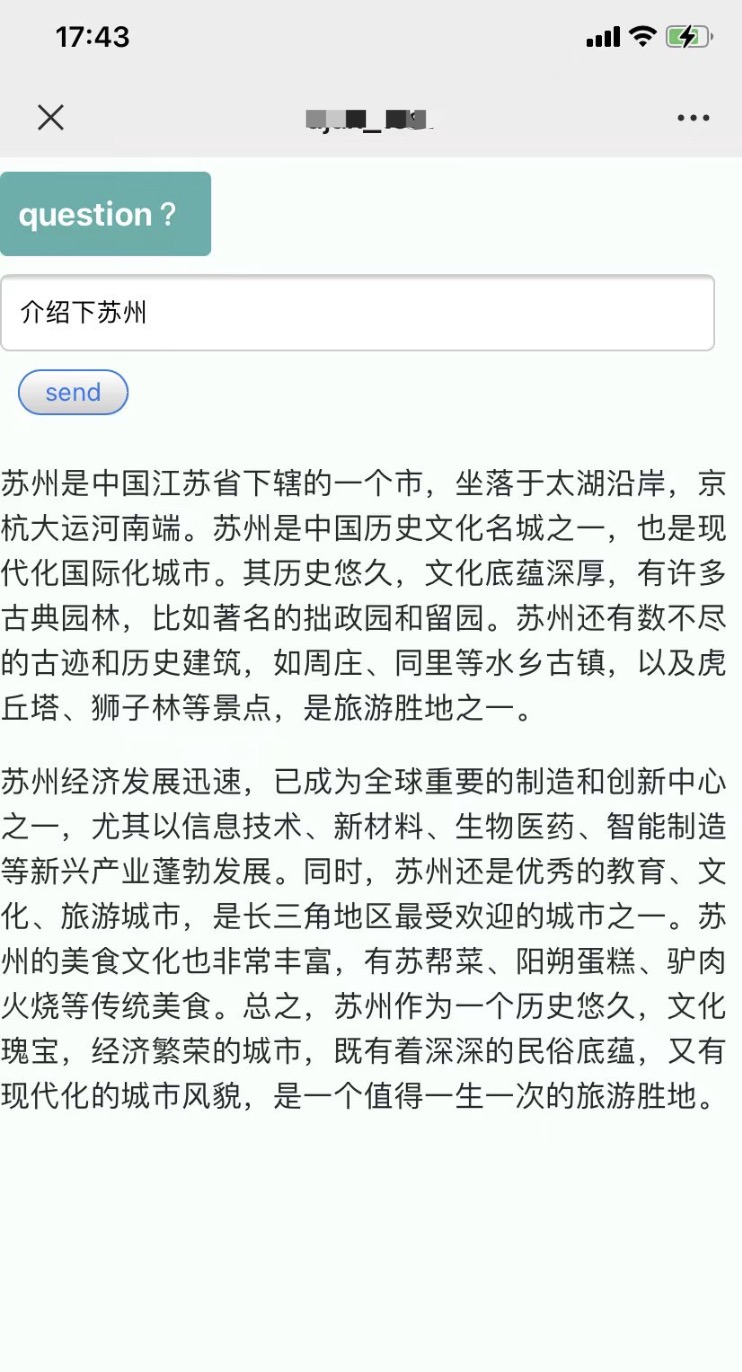 17:43
question？
介绍下苏州
send
苏州是中国江苏省下辖的一个市，坐落于太湖沿岸，京
杭大运河南端。苏州是中国历史文化名城之一，也是现
代化国际化城市。其历史悠久，文化底蕴深厚，有许多
古典园林，比如著名的拙政园和留园。苏州还有数不尽
的古迹和历史建筑，如周庄、同里等水乡古镇，以及虎
丘塔、狮子林等景点，是旅游胜地之一。
苏州经济发展迅速，已成为全球重要的制造和创新中心
之一，尤其以信息技术、新材料、生物医药、智能制造
等新兴产业蓬勃发展。同时，苏州还是优秀的教育、文
化、旅游城市，是长三角地区最受欢迎的城市之一。苏
州的美食文化也非常丰富，有苏帮菜、阳朔蛋糕、驴肉
火烧等传统美食。总之，苏州作为一个历史悠久，文化
瑰宝，经济繁荣的城市，既有着深深的民俗底蕴，又有
现代化的城市风貌，是一个值得一生一次的旅游胜地。